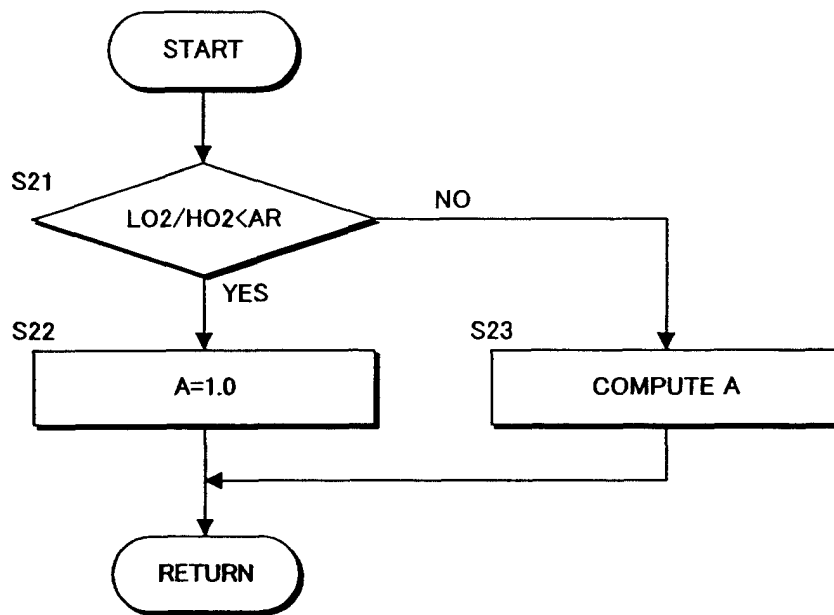 START
S21
LO2/HO2<AR
NO
YES
S22
A=1.0
S23
COMPUTE A
RETURN